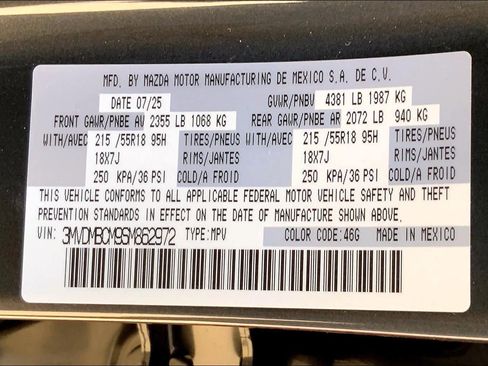 MFD. BY MAZDA MOTOR MANUFACTURING DE MEXICO S.A. DE C.V.
DATE 07/25 GVWR/PNBV 4381 LB 1987 KG
FRONT GAWR/PNBE AV 2355 LB 1068 KG REAR GAWR/PNBE AR 2072 LB 940 KG
WITH/AVEC 215 /55R18 95H TIRES/PNEUS WITH/AVEC 215 /55R18 95H TIRES/PNEUS
18X7J RIMS/JANTES 18X7J RIMS/JANTES
250 KPA/36 PSI COLD/A FROID 250 KPA/36 PSI COLD/A FROID
THIS VEHICLE CONFORMS TO ALL APPLICABLE FEDERAL MOTOR VEHICLE SAFETY AND THEFT
PREVENTION STANDARDS IN EFFECT ON THE DATE OF MANUFACTURE SHOWN ABOVE.
VIN: 3MVDMBCM9SM862972 TYPE:MPV COLOR CODE:46G MADE IN MEXICO